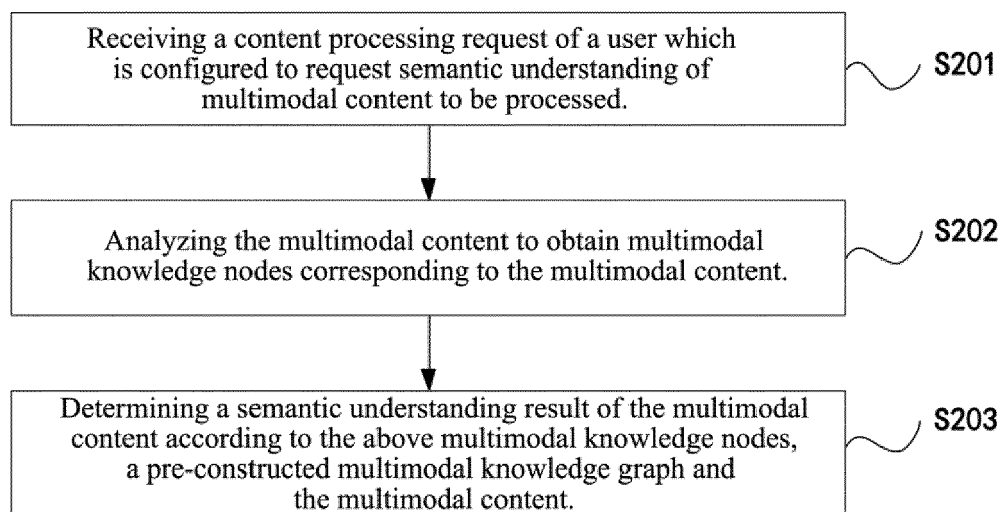 Receiving a content processing request of a user which
is configured to request semantic understanding of
multimodal content to be processed.
S201
Analyzing the multimodal content to obtain multimodal
knowledge nodes corresponding to the multimodal content.
S202
Determining a semantic understanding result of the multimodal
content according to the above multimodal knowledge nodes,
a pre-constructed multimodal knowledge graph and
the multimodal content.
S203